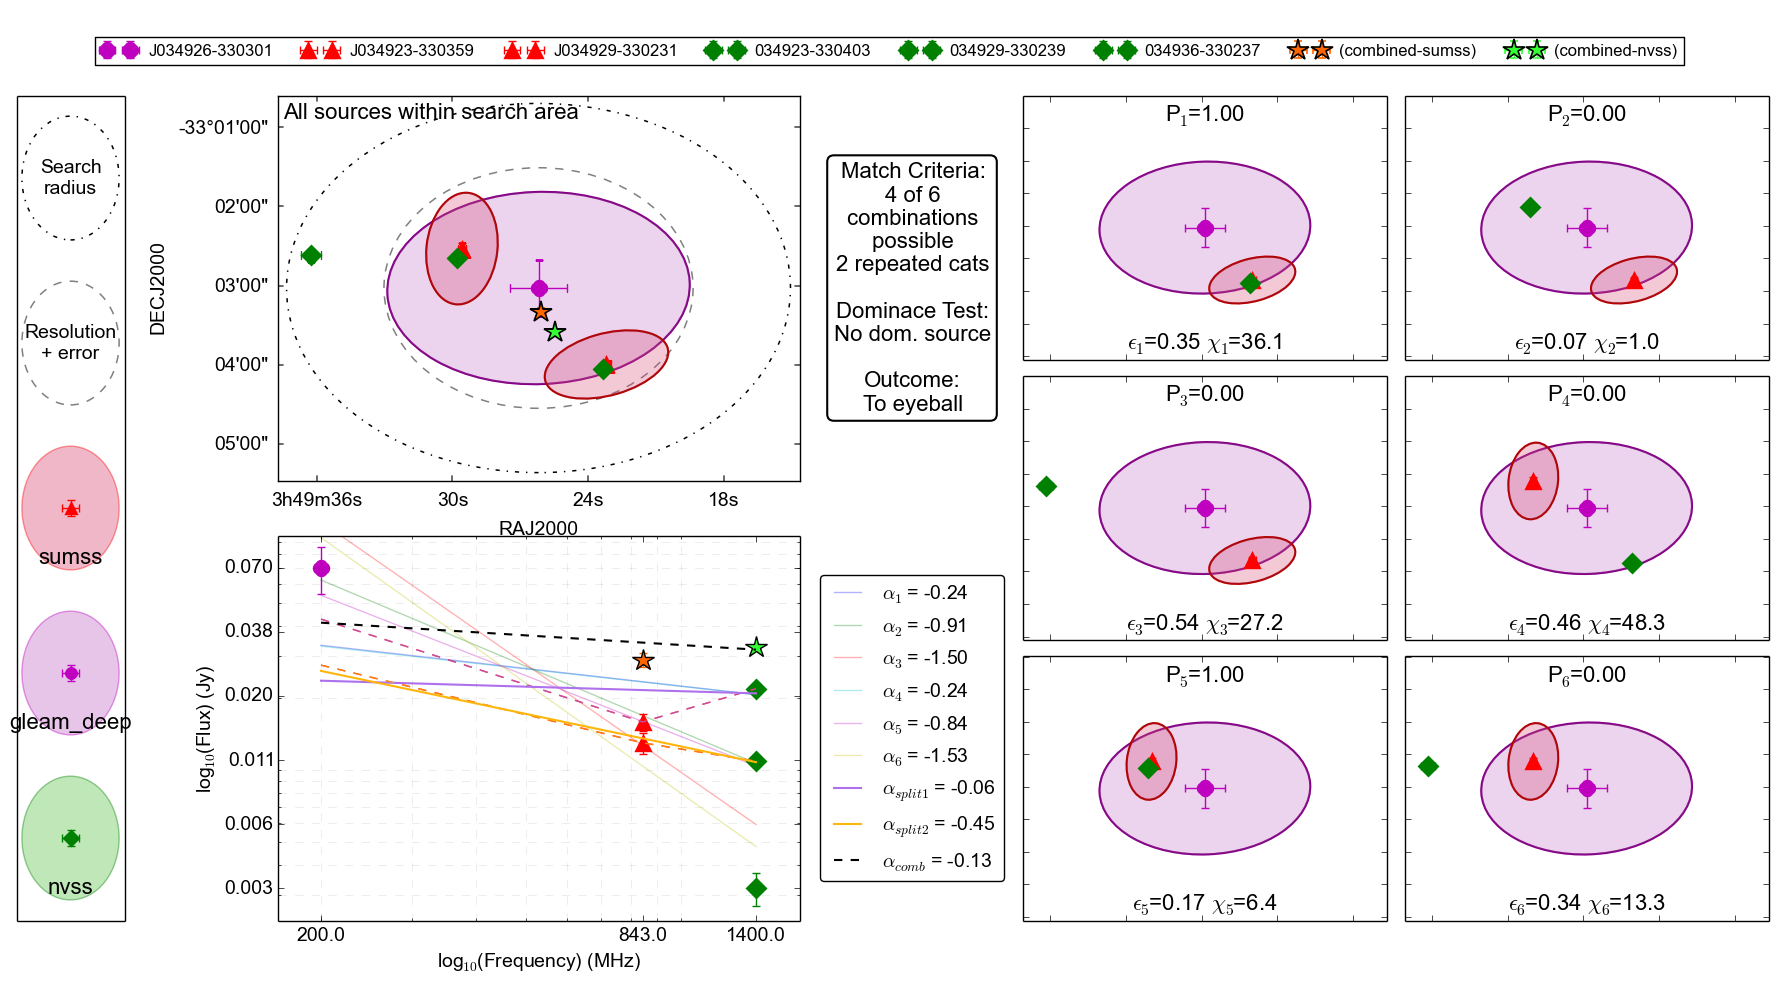 J034926-330301 J034923-330359 J034929-330231 034923-330403 034929-330239 034936-330237 (combined-sumss) (combined-nvss)
Search
radius
Resolution
+ error
sumss
gleam_deep
nvss
All sources within search area
DECJ2000
-33°01'00"
02'00"
03'00"
04'00"
05'00"
3h49m36s 30s 24s 18s
RAJ2000
Match Criteria:
4 of 6
combinations
possible
2 repeated cats
Dominace Test:
No dom. source
Outcome:
To eyeball
log₁₀(Flux) (Jy)
0.070
0.038
0.020
0.011
0.006
0.003
200.0 843.0 1400.0
log₁₀(Frequency) (MHz)
α₁ = -0.24
α₂ = -0.91
α₃ = -1.50
α₄ = -0.24
α₅ = -0.84
α₆ = -1.53
α_split1 = -0.06
α_split2 = -0.45
α_comb = -0.13
P₁=1.00
ϵ₁=0.35 χ₁=36.1
P₂=0.00
ϵ₂=0.07 χ₂=1.0
P₃=0.00
ϵ₃=0.54 χ₃=27.2
P₄=0.00
ϵ₄=0.46 χ₄=48.3
P₅=1.00
ϵ₅=0.17 χ₅=6.4
P₆=0.00
ϵ₆=0.34 χ₆=13.3